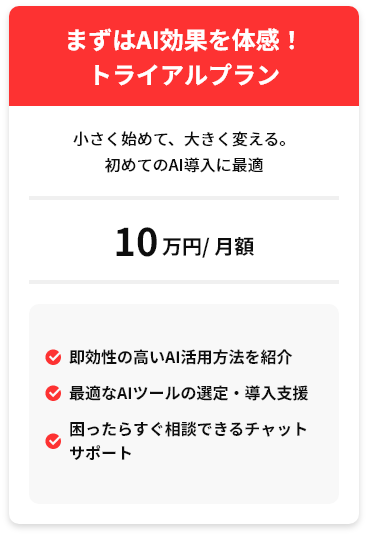 まずはAI効果を体感！
トライアルプラン
小さく始めて、大きく変える。
初めてのAI導入に最適
10 万円/ 月額
即効性の高いAI活用方法を紹介
最適なAIツールの選定・導入支援
困ったらすぐ相談できるチャット
サポート